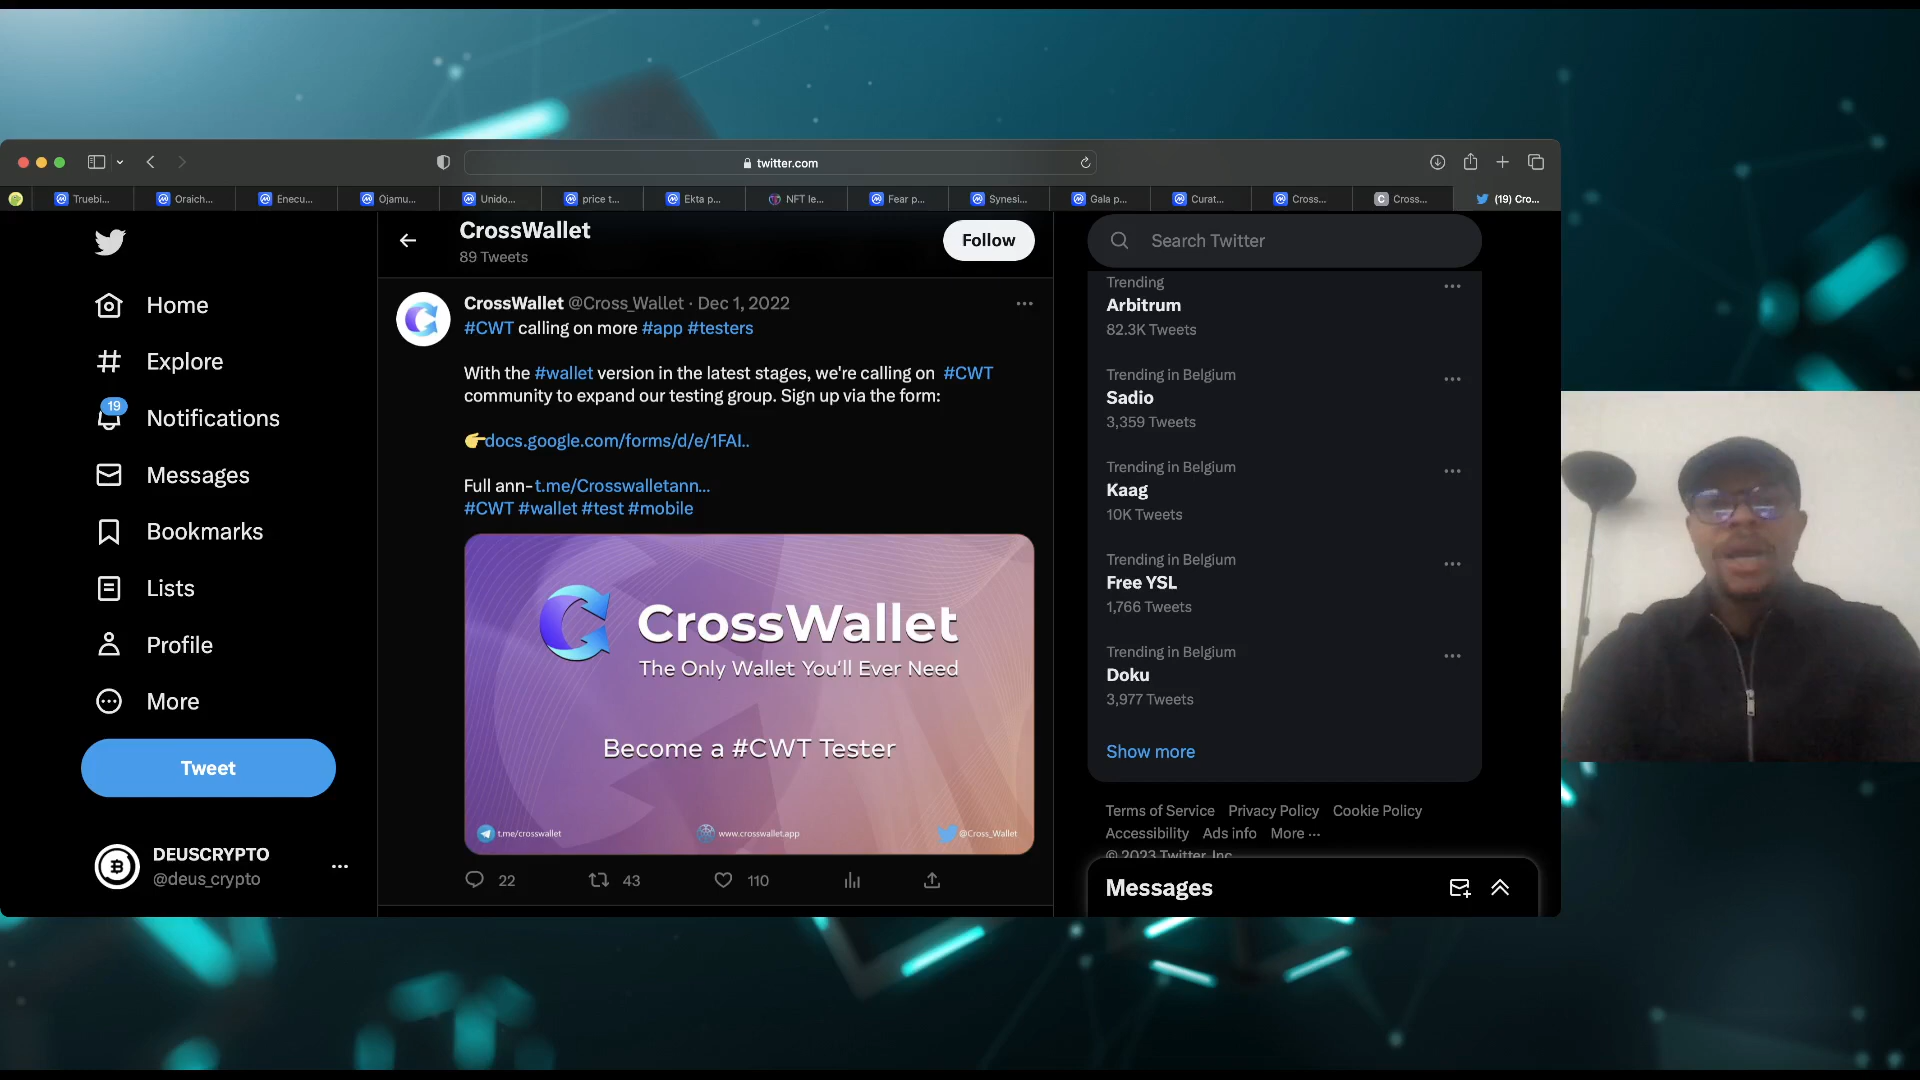 twitter.com
Truebi...
Oraich...
Enecu...
Ojamu...
Unido...
price t...
Ekta p...
NFT le...
Fear p...
Synesi...
Gala p...
Curat...
Cross...
C Cross...
(19) Cro...
Home
Explore
19
Notifications
Messages
Bookmarks
Lists
Profile
More
Tweet
DEUSCRYPTO
@deus_crypto
CrossWallet
89 Tweets
Follow
CrossWallet @Cross_Wallet · Dec 1, 2022
#CWT calling on more #app #testers
With the #wallet version in the latest stages, we're calling on #CWT
community to expand our testing group. Sign up via the form:
docs.google.com/forms/d/e/1FAI..
Full ann-t.me/Crosswalletann...
#CWT #wallet #test #mobile
CrossWallet
The Only Wallet You'll Ever Need
Become a #CWT Tester
t.me/crosswallet
www.crosswallet.app
@Cross_Wallet
22
43
110
Search Twitter
Trending
Arbitrum
82.3K Tweets
Trending in Belgium
Sadio
3,359 Tweets
Trending in Belgium
Kaag
10K Tweets
Trending in Belgium
Free YSL
1,766 Tweets
Trending in Belgium
Doku
3,977 Tweets
Show more
Terms of Service Privacy Policy Cookie Policy
Accessibility Ads info More ...
© 2023 Twitter, Inc.
Messages